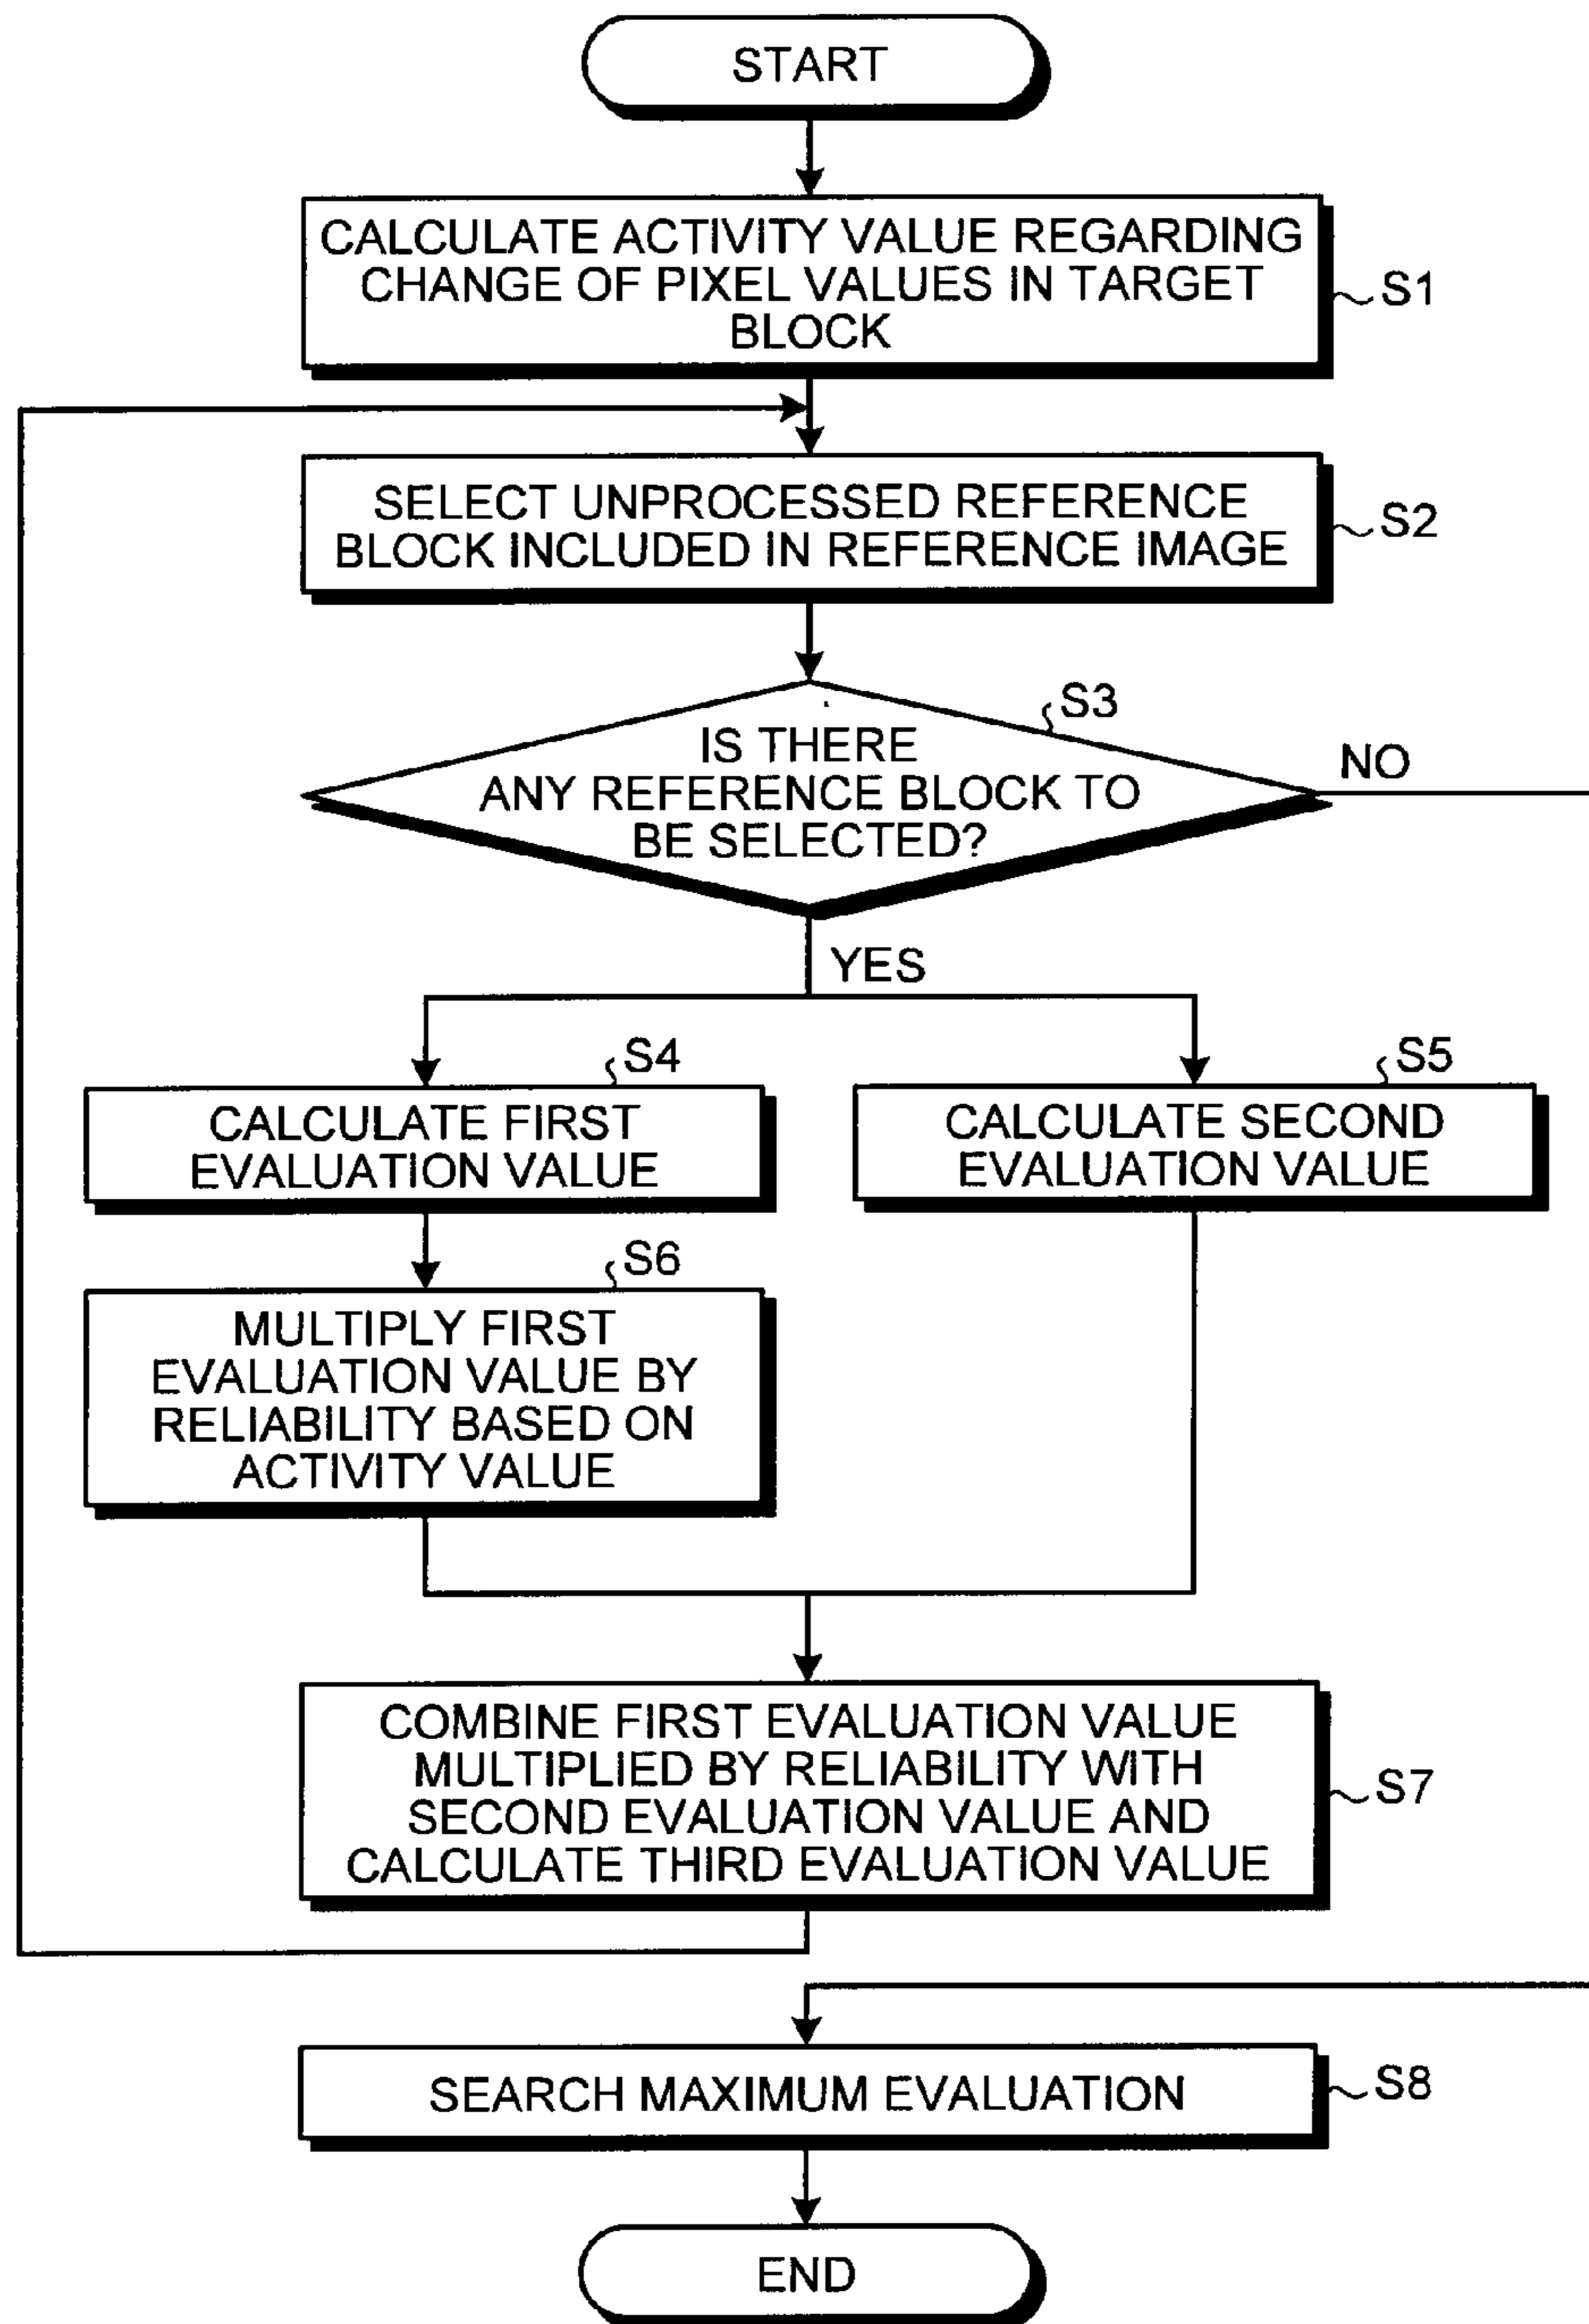 START
CALCULATE ACTIVITY VALUE REGARDING
CHANGE OF PIXEL VALUES IN TARGET
BLOCK
S1
SELECT UNPROCESSED REFERENCE
BLOCK INCLUDED IN REFERENCE IMAGE
S2
S3
IS THERE
ANY REFERENCE BLOCK TO
BE SELECTED?
NO
YES
S4
CALCULATE FIRST
EVALUATION VALUE
S5
CALCULATE SECOND
EVALUATION VALUE
S6
MULTIPLY FIRST
EVALUATION VALUE BY
RELIABILITY BASED ON
ACTIVITY VALUE
COMBINE FIRST EVALUATION VALUE
MULTIPLIED BY RELIABILITY WITH
SECOND EVALUATION VALUE AND
CALCULATE THIRD EVALUATION VALUE
S7
SEARCH MAXIMUM EVALUATION
S8
END